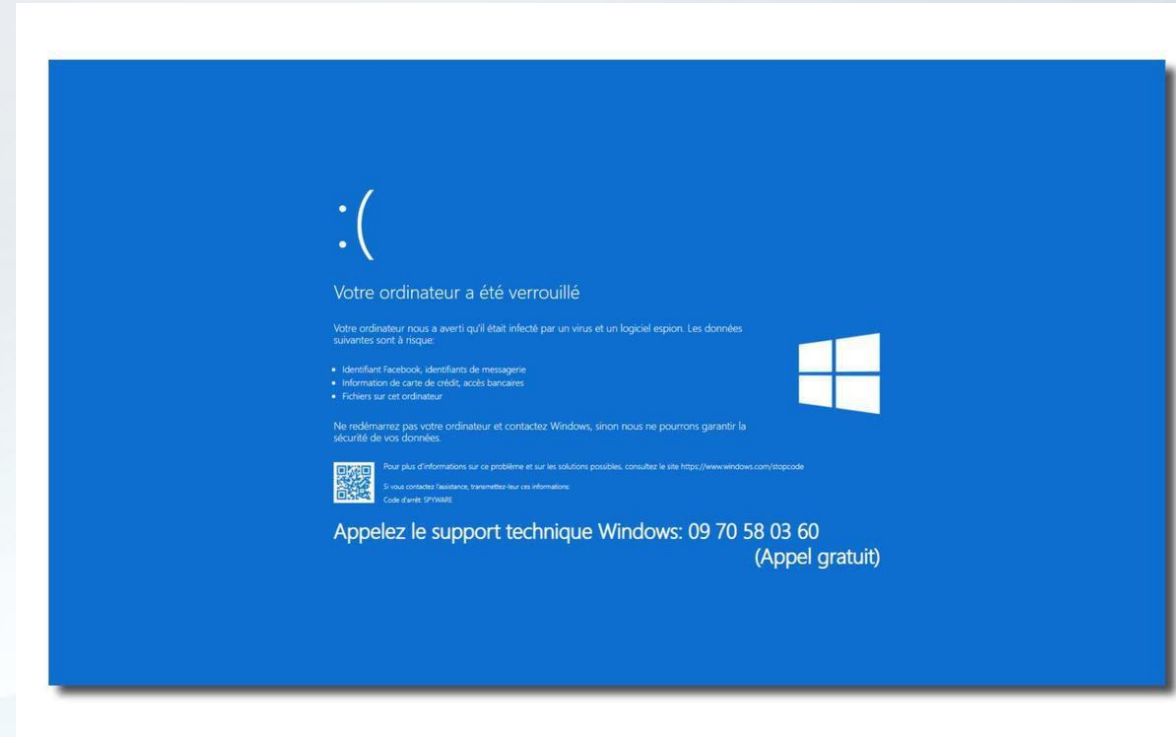 :(
Votre ordinateur a été verrouillé
Votre ordinateur nous a averti qu'il était infecté par un virus et un logiciel espion. Les données
suivantes sont à risque:
• Identifiant Facebook, identifiants de messagerie
• Information de carte de crédit, accès bancaires
• Fichiers sur cet ordinateur
Ne redémarrez pas votre ordinateur et contactez Windows, sinon nous ne pourrons garantir la
sécurité de vos données.
Pour plus d'informations sur ce problème et sur les solutions possibles, consultez le site https://www.windows.com/stopcode
Si vous contactez l'assistance, transmettez-leur ces informations:
Code d'arrêt: SPYWARE
Appelez le support technique Windows: 09 70 58 03 60
(Appel gratuit)